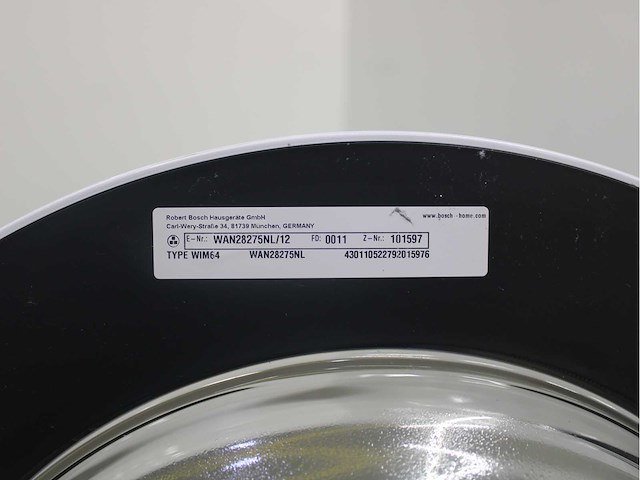 Robert Bosch Hausgeräte GmbH
Carl-Wery-Straße 34, 81739 München, GERMANY
www.bosch-home.com
E-Nr.: WAN28275NL/12 FD: 0011 Z-Nr.: 101597
TYPE WIM64 WAN28275NL 430110522792015976